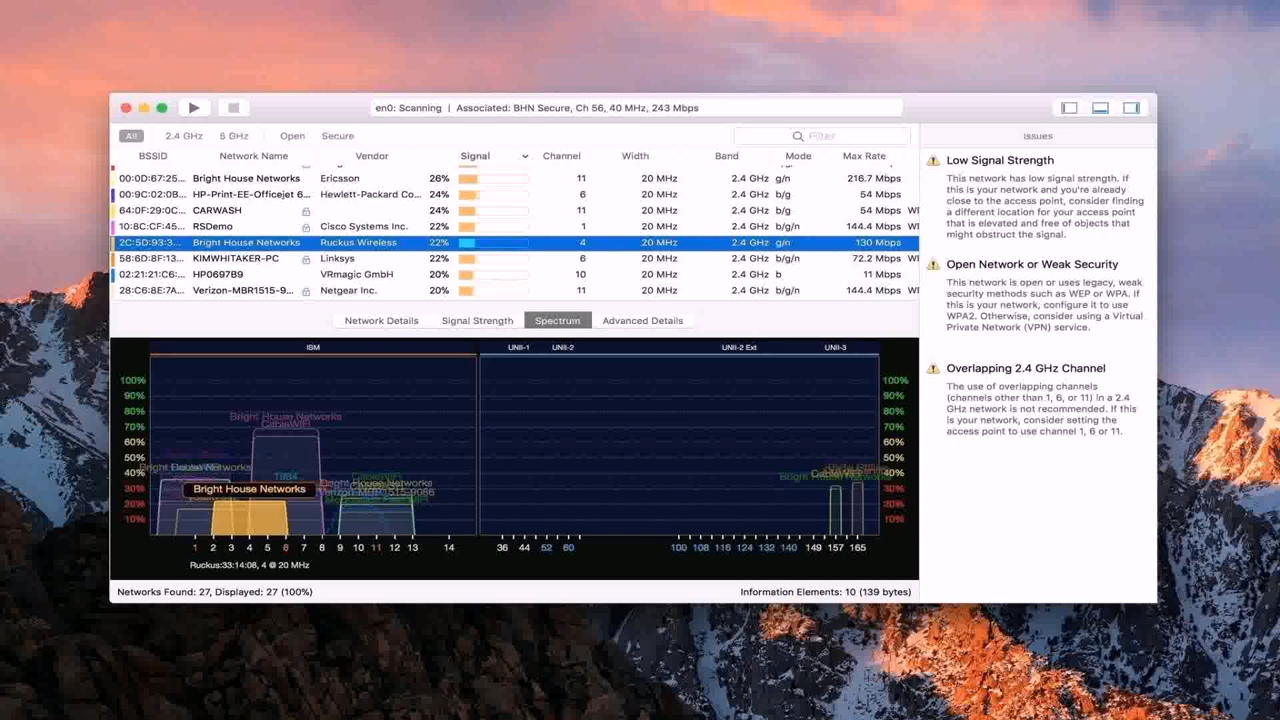 en0: Scanning | Associated: BHN Secure, Ch 56, 40 MHz, 243 Mbps
All 2.4 GHz 6 GHz Open Secure Filter
BSSID Network Name Vendor Signal Channel Width Band Mode Max Rate
00:0D:67:25... Bright House Networks Ericsson 26% 11 20 MHz 2.4 GHz g/n 216.7 Mbps
00:9C:02:0B... HP-Print-EE-Officejet 6... Hewlett-Packard Co... 24% 6 20 MHz 2.4 GHz b/g 54 Mbps
64:0F:29:0C... CARWASH 24% 11 20 MHz 2.4 GHz b/g 54 Mbps
10:8C:CF:45... RSDemo Cisco Systems Inc. 22% 1 20 MHz 2.4 GHz b/g/n 144.4 Mbps
2C:5D:93:3... Bright House Networks Ruckus Wireless 22% 4 20 MHz 2.4 GHz g/n 130 Mbps
58:6D:8F:13... KIMWHITAKER-PC Linksys 22% 6 20 MHz 2.4 GHz b/g/n 72.2 Mbps
02:21:21:C6:... HP0697B9 VRmagic GmbH 20% 10 20 MHz 2.4 GHz b 11 Mbps
28:C6:8E:7A... Verizon-MBR1515-9... Netgear Inc. 20% 11 20 MHz 2.4 GHz b/g/n 144.4 Mbps
Network Details Signal Strength Spectrum Advanced Details
ISM UNII-1 UNII-2 UNII-2 Ext UNII-3
100% 100%
90% 90%
80% 80%
Bright House Networks
CableWiFi
70% 70%
60% 60%
50% 50%
40% 40%
Bright House Networks
30% 30%
20% 20%
10% 10%
1 2 3 4 5 6 7 8 9 10 11 12 13 14 36 44 52 60 100 108 116 124 132 140 149 157 165
Ruckus:33:14:08, 4 @ 20 MHz
Networks Found: 27, Displayed: 27 (100%) Information Elements: 10 (139 bytes)
Issues
Low Signal Strength
This network has low signal strength. If
this is your network and you're already
close to the access point, consider finding
a different location for your access point
that is elevated and free of objects that
might obstruct the signal.
Open Network or Weak Security
This network is open or uses legacy, weak
security methods such as WEP or WPA. If
this is your network, configure it to use
WPA2. Otherwise, consider using a Virtual
Private Network (VPN) service.
Overlapping 2.4 GHz Channel
The use of overlapping channels
(channels other than 1, 6, or 11) in a 2.4
GHz network is not recommended. If this
is your network, consider setting the
access point to use channel 1, 6 or 11.